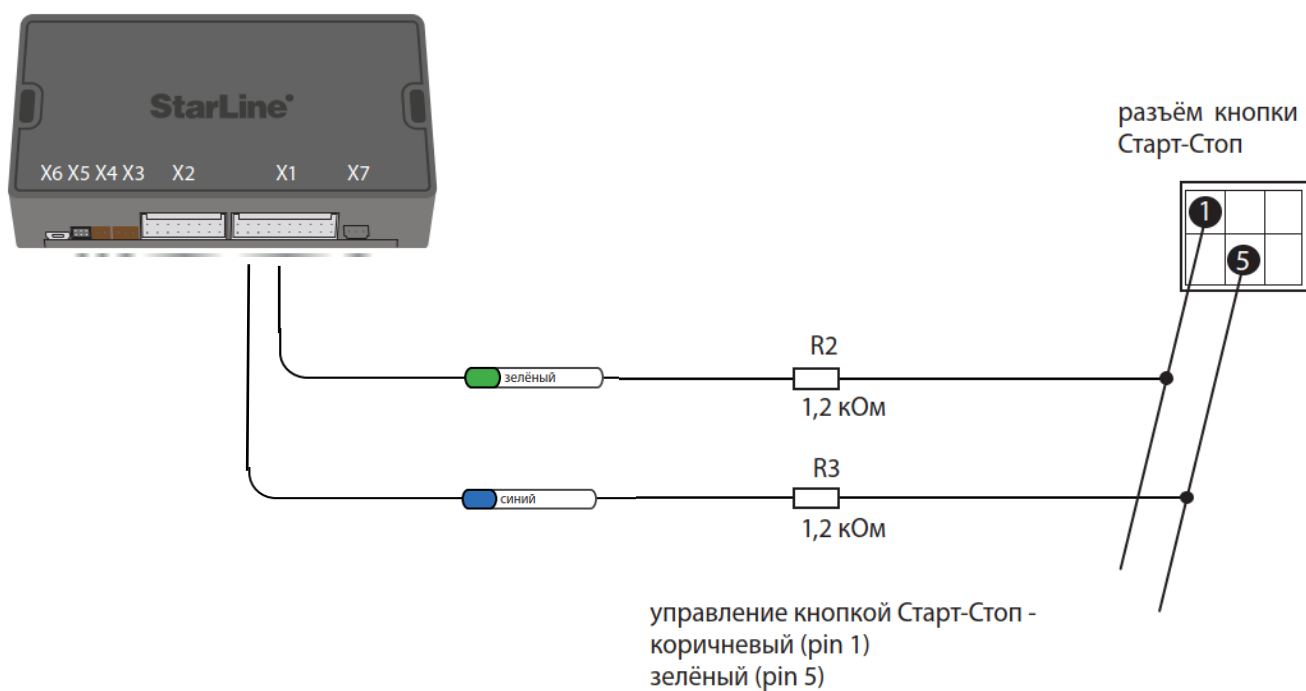 StarLine
X6 X5 X4 X3 X2 X1 X7
разъём кнопки
Старт-Стоп
1
5
зелёный
R2
1,2 кОм
синий
R3
1,2 кОм
управление кнопкой Старт-Стоп -
коричневый (pin 1)
зелёный (pin 5)